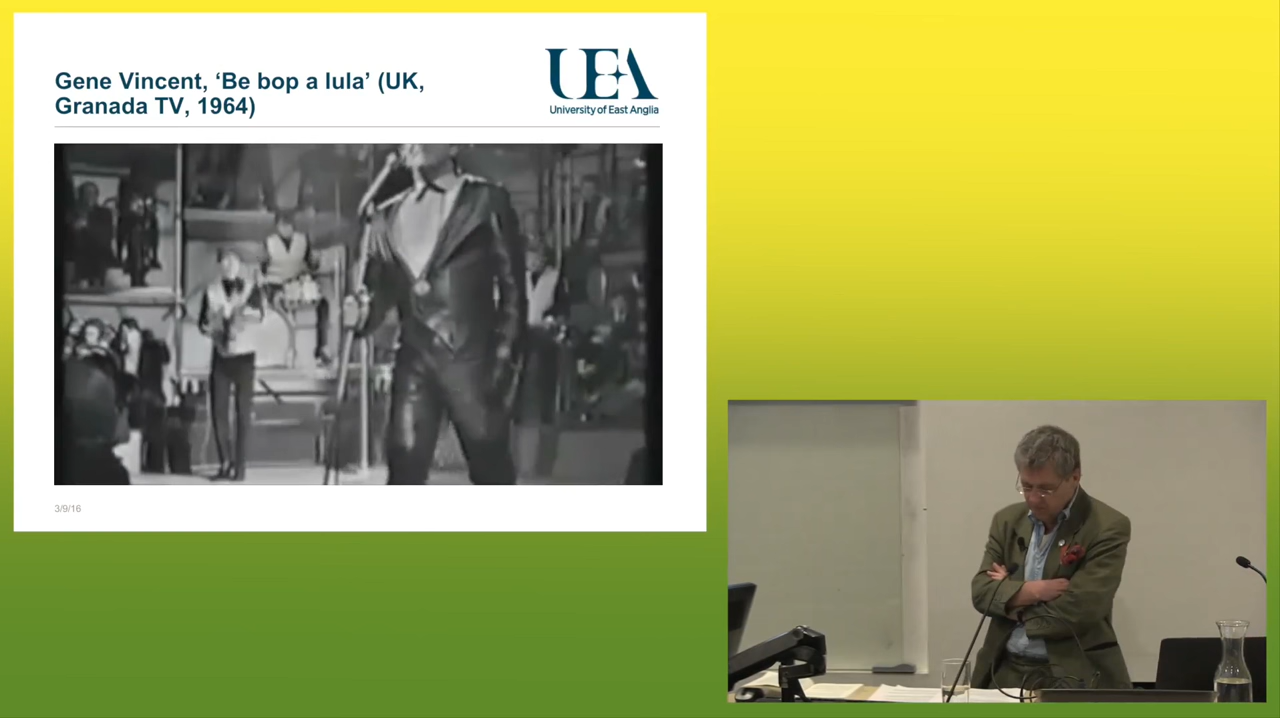 Gene Vincent, ‘Be bop a lula’ (UK,
Granada TV, 1964)
UEA
University of East Anglia
3/9/16